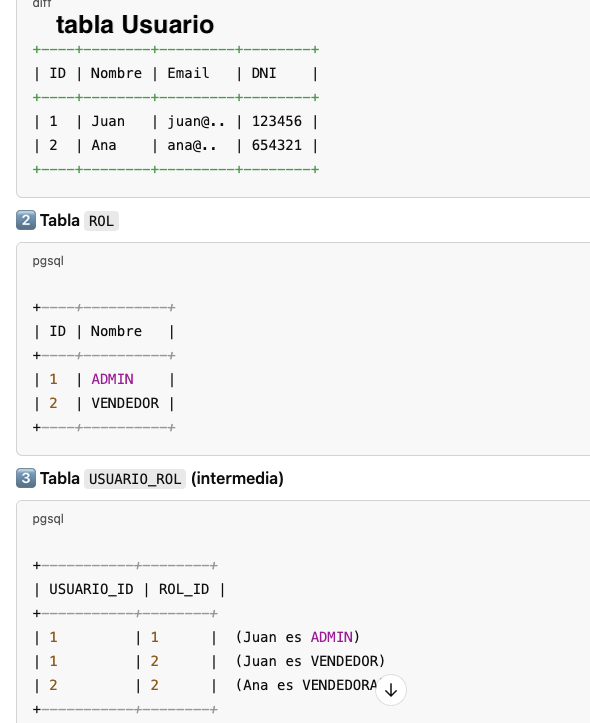 diff
tabla Usuario
+----+--------+---------+--------+
| ID | Nombre | Email   | DNI    |
+----+--------+---------+--------+
| 1  | Juan   | juan@.. | 123456 |
| 2  | Ana    | ana@..  | 654321 |
+----+--------+---------+--------+
2 Tabla ROL
pgsql
+----+----------+
| ID | Nombre   |
+----+----------+
| 1  | ADMIN    |
| 2  | VENDEDOR |
+----+----------+
3 Tabla USUARIO_ROL (intermedia)
pgsql
+-----------+--------+
| USUARIO_ID | ROL_ID |
+-----------+--------+
| 1         | 1      |  (Juan es ADMIN)
| 1         | 2      |  (Juan es VENDEDOR)
| 2         | 2      |  (Ana es VENDEDORA
+-----------+--------+